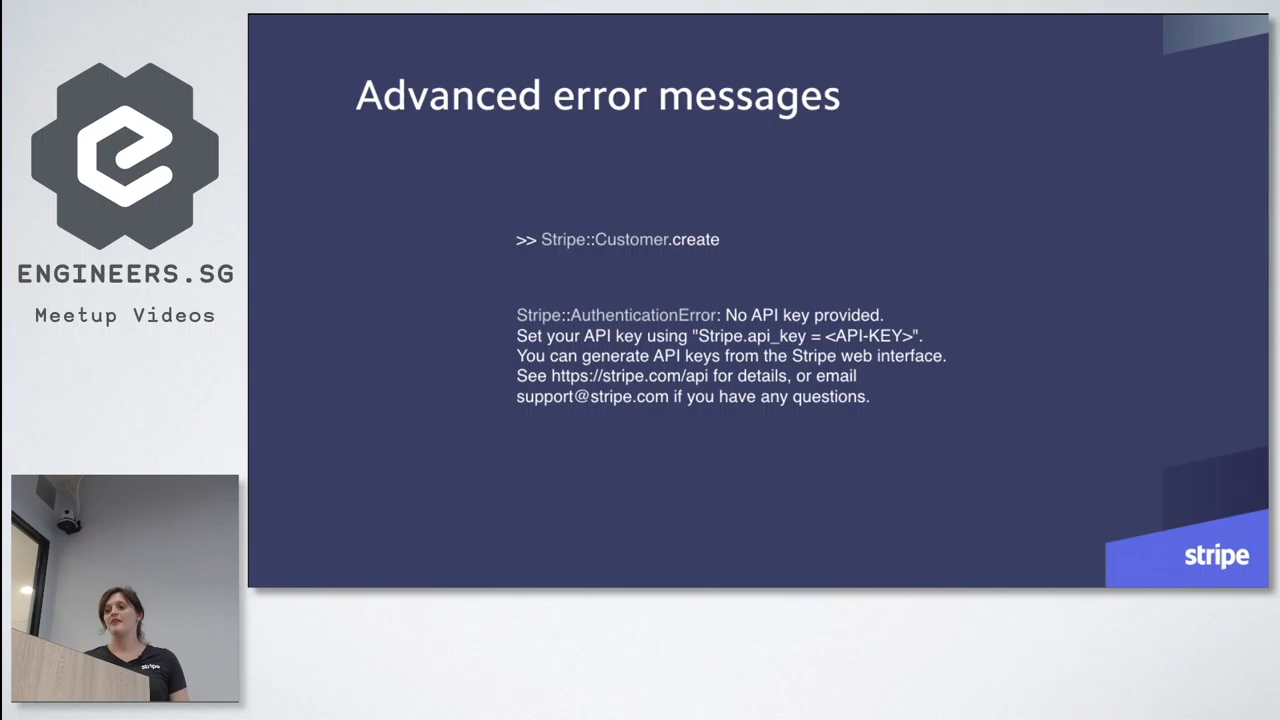 ENGINEERS.SG
Meetup Videos
Advanced error messages
>> Stripe::Customer.create
Stripe::AuthenticationError: No API key provided.
Set your API key using "Stripe.api_key = <API-KEY>".
You can generate API keys from the Stripe web interface.
See https://stripe.com/api for details, or email
support@stripe.com if you have any questions.
stripe
stripe